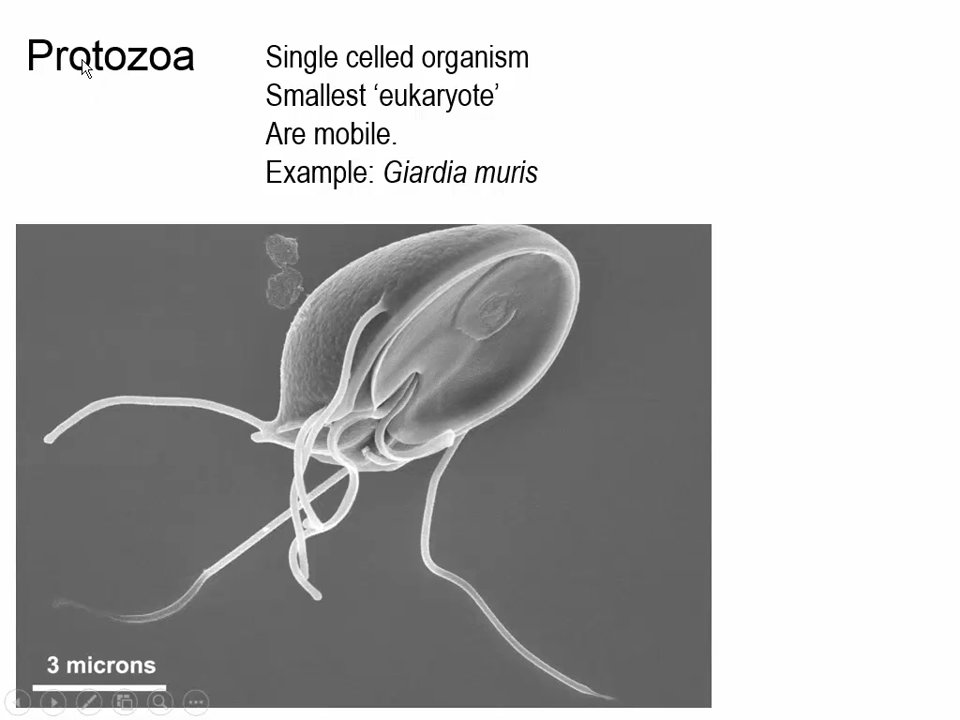 Protozoa
Single celled organism
Smallest ‘eukaryote’
Are mobile.
Example: Giardia muris
3 microns